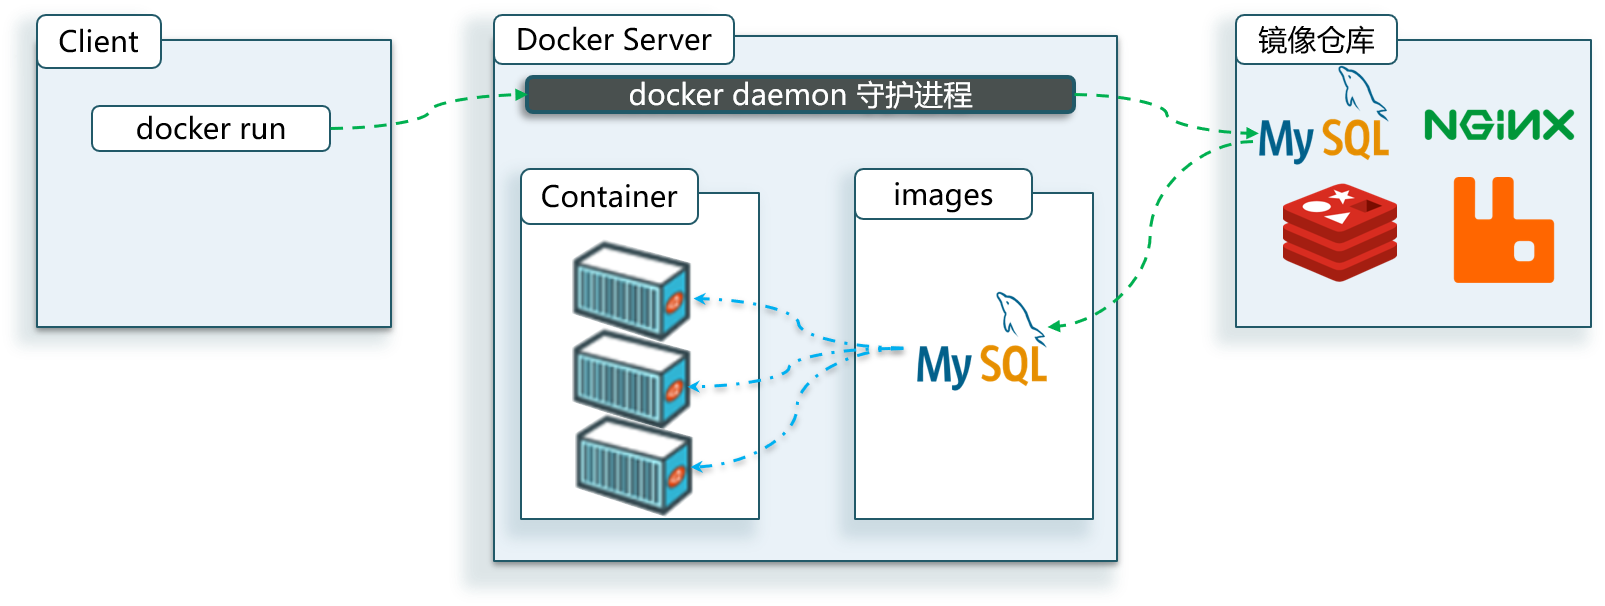 Client
docker run
Docker Server
docker daemon 守护进程
Container
images
MySQL
镜像仓库
MySQL
NGINX